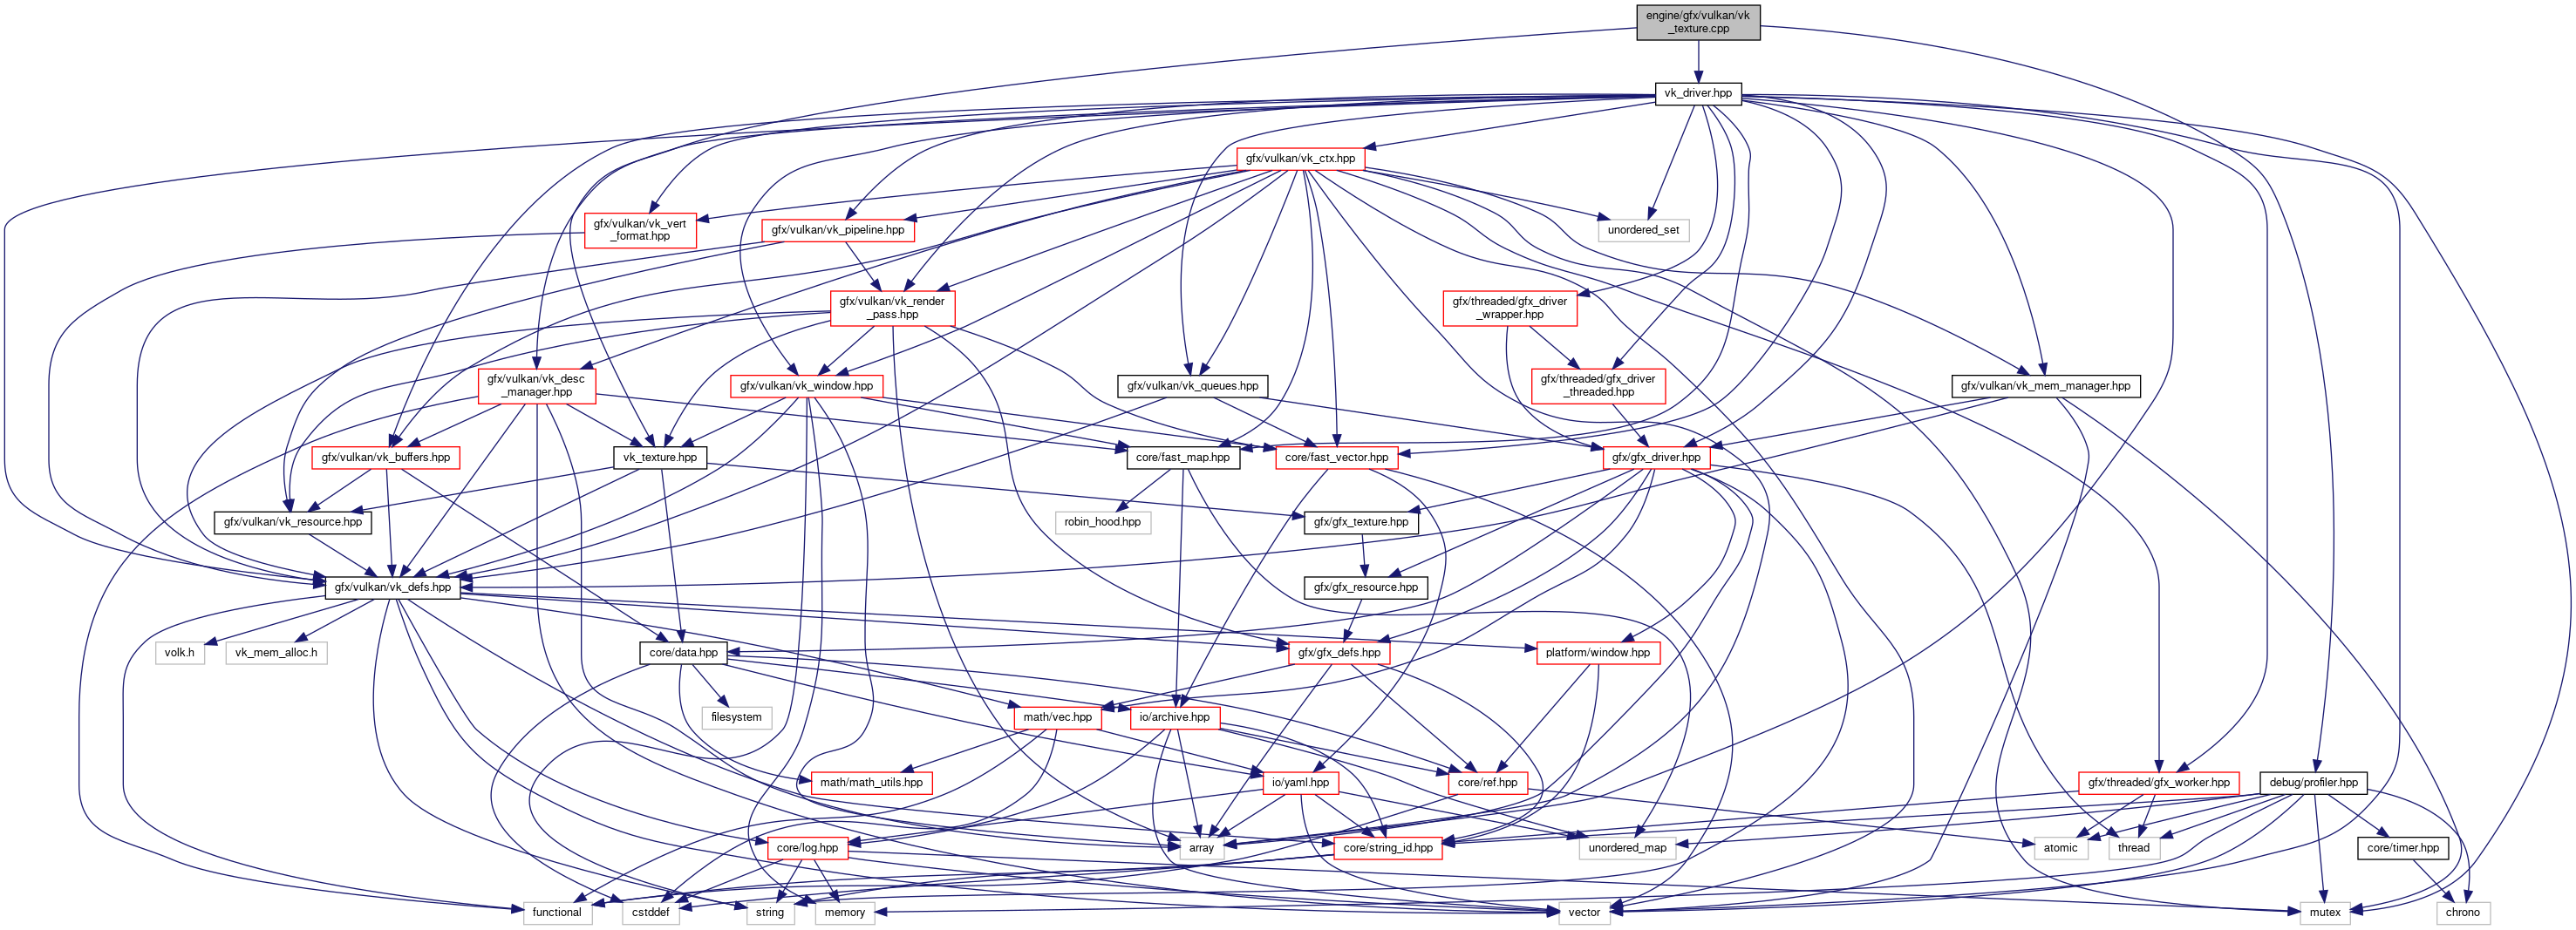 engine/gfx/vulkan/vk
_texture.cpp
vk_driver.hpp
gfx/vulkan/vk_ctx.hpp
gfx/vulkan/vk_vert
_format.hpp
gfx/vulkan/vk_pipeline.hpp
unordered_set
gfx/vulkan/vk_render
_pass.hpp
gfx/threaded/gfx_driver
_wrapper.hpp
gfx/vulkan/vk_desc
_manager.hpp
gfx/vulkan/vk_window.hpp
gfx/vulkan/vk_queues.hpp
gfx/threaded/gfx_driver
_threaded.hpp
gfx/vulkan/vk_mem_manager.hpp
gfx/vulkan/vk_buffers.hpp
vk_texture.hpp
core/fast_map.hpp
core/fast_vector.hpp
gfx/gfx_driver.hpp
gfx/vulkan/vk_resource.hpp
robin_hood.hpp
gfx/gfx_texture.hpp
gfx/vulkan/vk_defs.hpp
gfx/gfx_resource.hpp
volk.h
vk_mem_alloc.h
core/data.hpp
gfx/gfx_defs.hpp
platform/window.hpp
filesystem
math/vec.hpp
io/archive.hpp
math/math_utils.hpp
io/yaml.hpp
core/ref.hpp
gfx/threaded/gfx_worker.hpp
debug/profiler.hpp
core/log.hpp
array
core/string_id.hpp
unordered_map
atomic
thread
core/timer.hpp
functional
cstddef
string
memory
vector
mutex
chrono